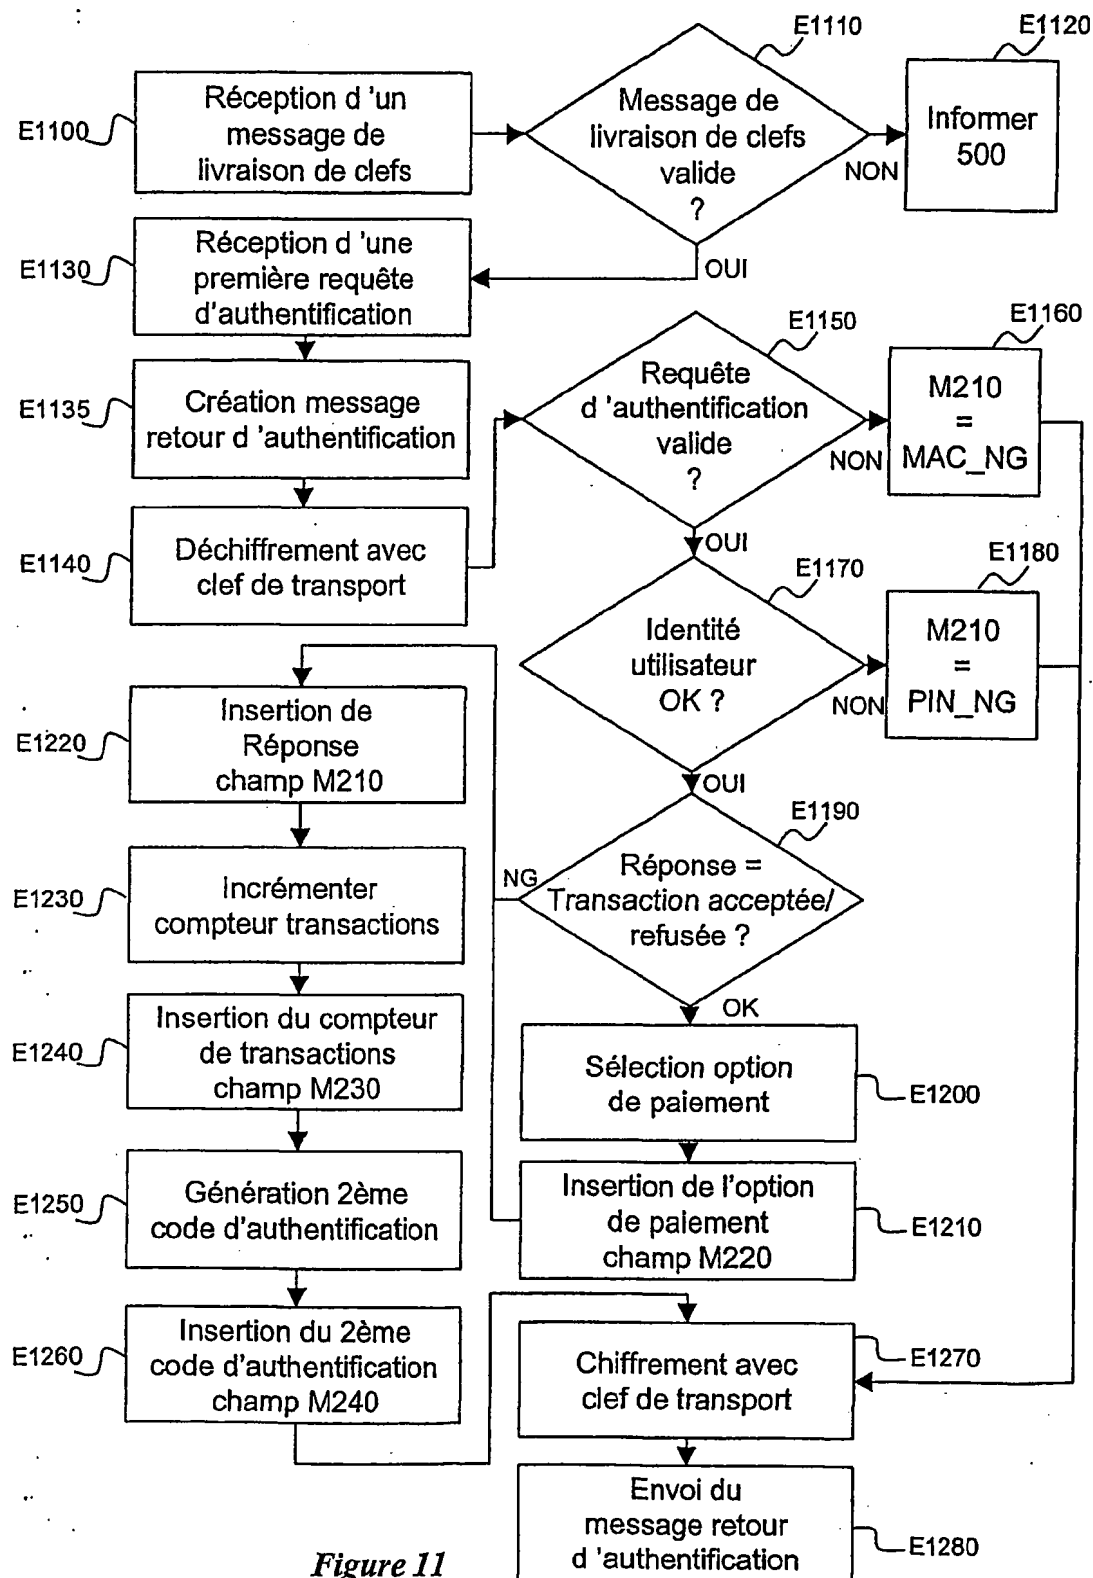 E1100
Réception d 'un
message de
livraison de clefs
E1110
Message de
livraison de clefs
valide
?
NON
OUI
E1120
Informer
500
E1130
Réception d 'une
première requête
d'authentification
E1135
Création message
retour d 'authentification
E1140
Déchiffrement avec
clef de transport
E1150
Requête
d 'authentification
valide
?
NON
OUI
E1160
M210
=
MAC_NG
E1170
Identité
utilisateur
OK ?
NON
OUI
E1180
M210
=
PIN_NG
E1190
Réponse =
Transaction acceptée/
refusée ?
NG
OK
E1200
Sélection option
de paiement
E1210
Insertion de l'option
de paiement
champ M220
E1220
Insertion de
Réponse
champ M210
E1230
Incrémenter
compteur transactions
E1240
Insertion du compteur
de transactions
champ M230
E1250
Génération 2ème
code d'authentification
E1260
Insertion du 2ème
code d'authentification
champ M240
E1270
Chiffrement avec
clef de transport
E1280
Envoi du
message retour
d 'authentification
Figure 11